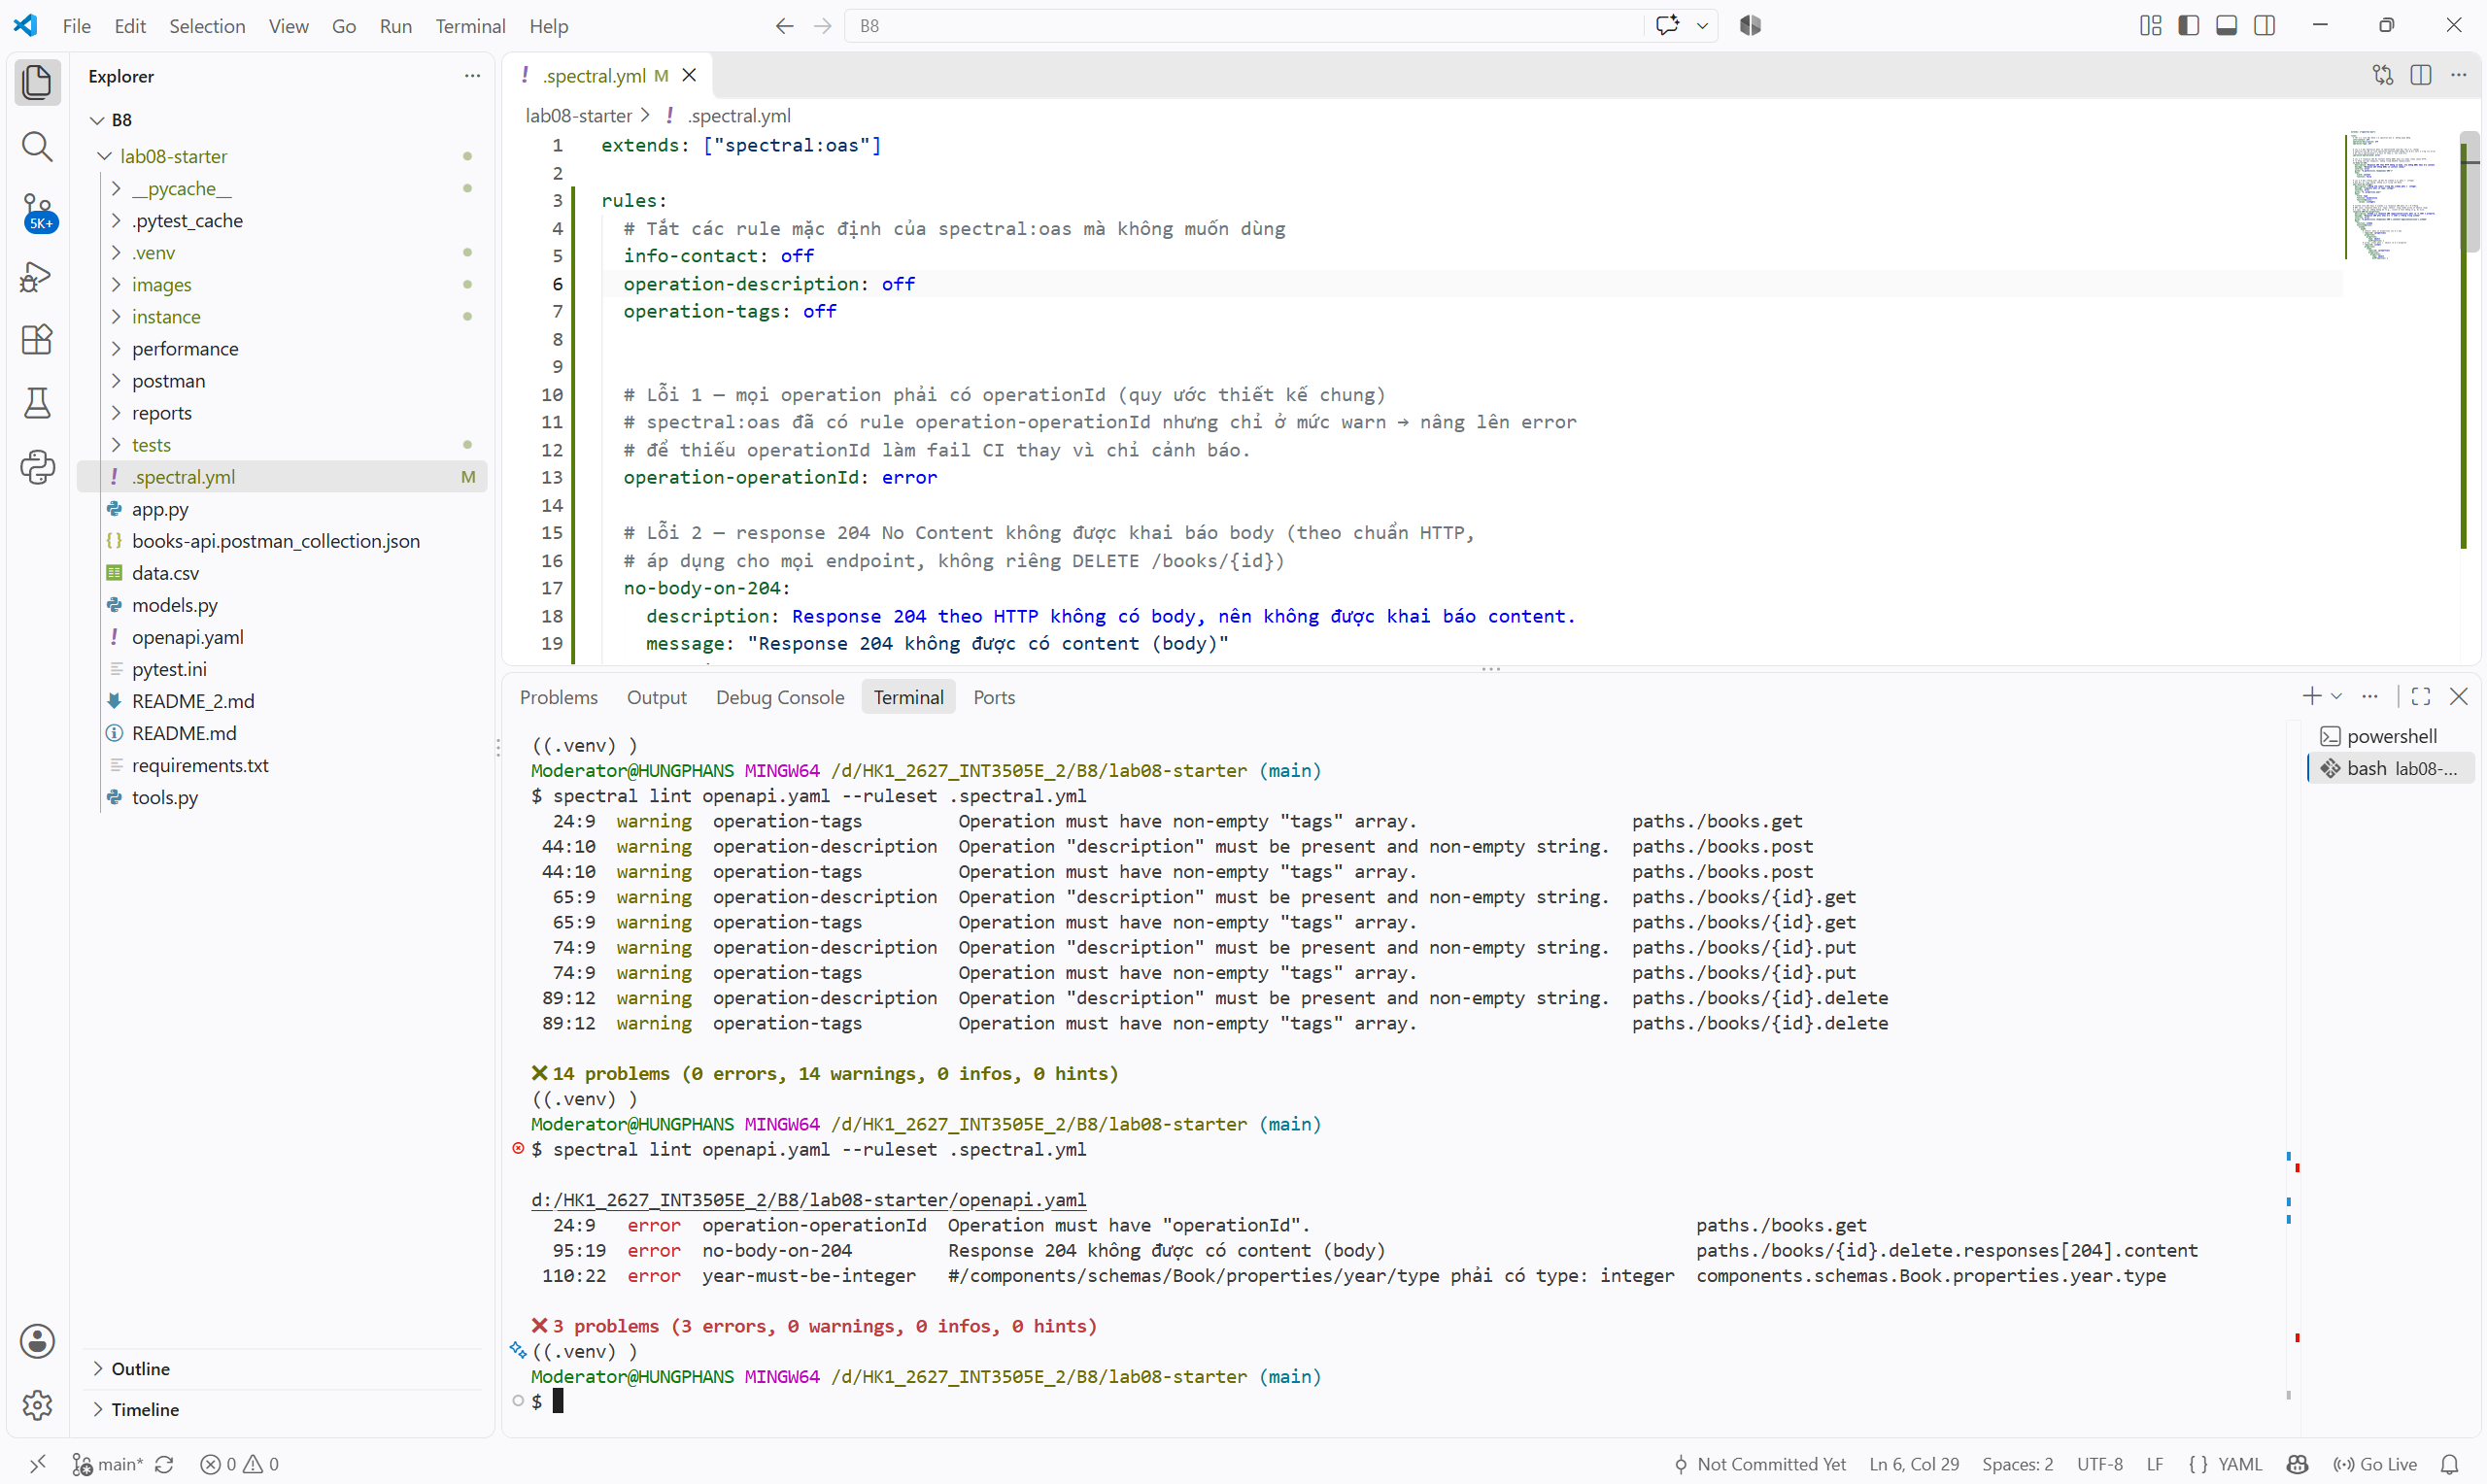 File Edit Selection View Go Run Terminal Help
B8
Explorer
B8
lab08-starter
__pycache__
.pytest_cache
.venv
images
instance
performance
postman
reports
tests
.spectral.yml M
app.py
books-api.postman_collection.json
data.csv
models.py
openapi.yaml
pytest.ini
README_2.md
README.md
requirements.txt
tools.py
Outline
Timeline
5K+
.spectral.yml M
lab08-starter > .spectral.yml
1 extends: ["spectral:oas"]
2
3 rules:
4 # Tắt các rule mặc định của spectral:oas mà không muốn dùng
5 info-contact: off
6 operation-description: off
7 operation-tags: off
8
9
10 # Lỗi 1 — mọi operation phải có operationId (quy ước thiết kế chung)
11 # spectral:oas đã có rule operation-operationId nhưng chỉ ở mức warn → nâng lên error
12 # để thiếu operationId làm fail CI thay vì chỉ cảnh báo.
13 operation-operationId: error
14
15 # Lỗi 2 — response 204 No Content không được khai báo body (theo chuẩn HTTP,
16 # áp dụng cho mọi endpoint, không riêng DELETE /books/{id})
17 no-body-on-204:
18 description: Response 204 theo HTTP không có body, nên không được khai báo content.
19 message: "Response 204 không được có content (body)"
Problems Output Debug Console Terminal Ports
powershell
bash lab08-...
((.venv) )
Moderator@HUNGPHANS MINGW64 /d/HK1_2627_INT3505E_2/B8/lab08-starter (main)
$ spectral lint openapi.yaml --ruleset .spectral.yml
24:9 warning operation-tags Operation must have non-empty "tags" array. paths./books.get
44:10 warning operation-description Operation "description" must be present and non-empty string. paths./books.post
44:10 warning operation-tags Operation must have non-empty "tags" array. paths./books.post
65:9 warning operation-description Operation "description" must be present and non-empty string. paths./books/{id}.get
65:9 warning operation-tags Operation must have non-empty "tags" array. paths./books/{id}.get
74:9 warning operation-description Operation "description" must be present and non-empty string. paths./books/{id}.put
74:9 warning operation-tags Operation must have non-empty "tags" array. paths./books/{id}.put
89:12 warning operation-description Operation "description" must be present and non-empty string. paths./books/{id}.delete
89:12 warning operation-tags Operation must have non-empty "tags" array. paths./books/{id}.delete
✖ 14 problems (0 errors, 14 warnings, 0 infos, 0 hints)
((.venv) )
Moderator@HUNGPHANS MINGW64 /d/HK1_2627_INT3505E_2/B8/lab08-starter (main)
$ spectral lint openapi.yaml --ruleset .spectral.yml
d:/HK1_2627_INT3505E_2/B8/lab08-starter/openapi.yaml
24:9 error operation-operationId Operation must have "operationId". paths./books.get
95:19 error no-body-on-204 Response 204 không được có content (body) paths./books/{id}.delete.responses[204].content
110:22 error year-must-be-integer #/components/schemas/Book/properties/year/type phải có type: integer components.schemas.Book.properties.year.type
✖ 3 problems (3 errors, 0 warnings, 0 infos, 0 hints)
((.venv) )
Moderator@HUNGPHANS MINGW64 /d/HK1_2627_INT3505E_2/B8/lab08-starter (main)
$
main* 0 0 Not Committed Yet Ln 6, Col 29 Spaces: 2 UTF-8 LF { } YAML Go Live